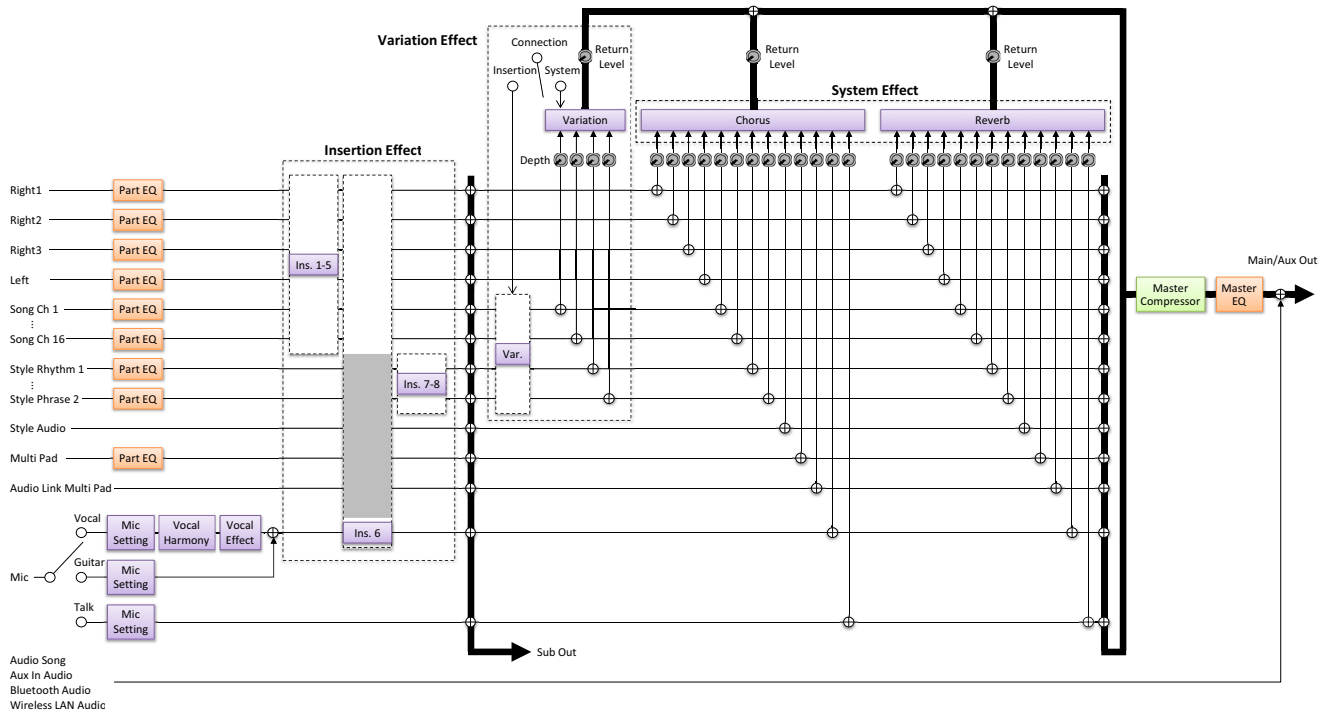 Variation Effect
Connection
Insertion
System
Return
Level
Return
Level
Return
Level
System Effect
Variation
Chorus
Reverb
Depth
Insertion Effect
Right1
Part EQ
Right2
Part EQ
Right3
Part EQ
Ins. 1-5
Left
Part EQ
Main/Aux Out
Song Ch 1
Part EQ
Master
Compressor
Master
EQ
Song Ch 16
Part EQ
Var.
Style Rhythm 1
Part EQ
Ins. 7-8
Style Phrase 2
Part EQ
Style Audio
Multi Pad
Part EQ
Audio Link Multi Pad
Vocal
Mic
Setting
Vocal
Harmony
Vocal
Effect
Ins. 6
Mic
Guitar
Mic
Setting
Talk
Mic
Setting
Sub Out
Audio Song
Aux In Audio
Bluetooth Audio
Wireless LAN Audio